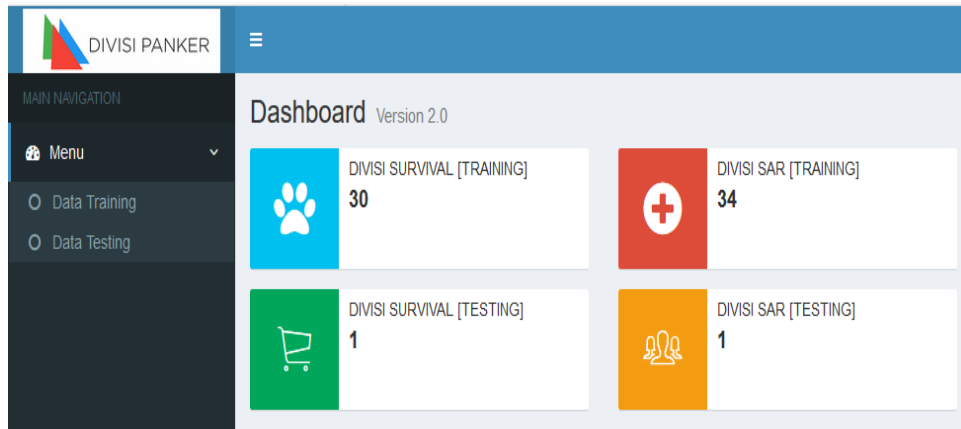 DIVISI PANKER
MAIN NAVIGATION
Menu
Data Training
Data Testing
Dashboard Version 2.0
DIVISI SURVIVAL [TRAINING]
30
DIVISI SAR [TRAINING]
34
DIVISI SURVIVAL [TESTING]
1
DIVISI SAR [TESTING]
1